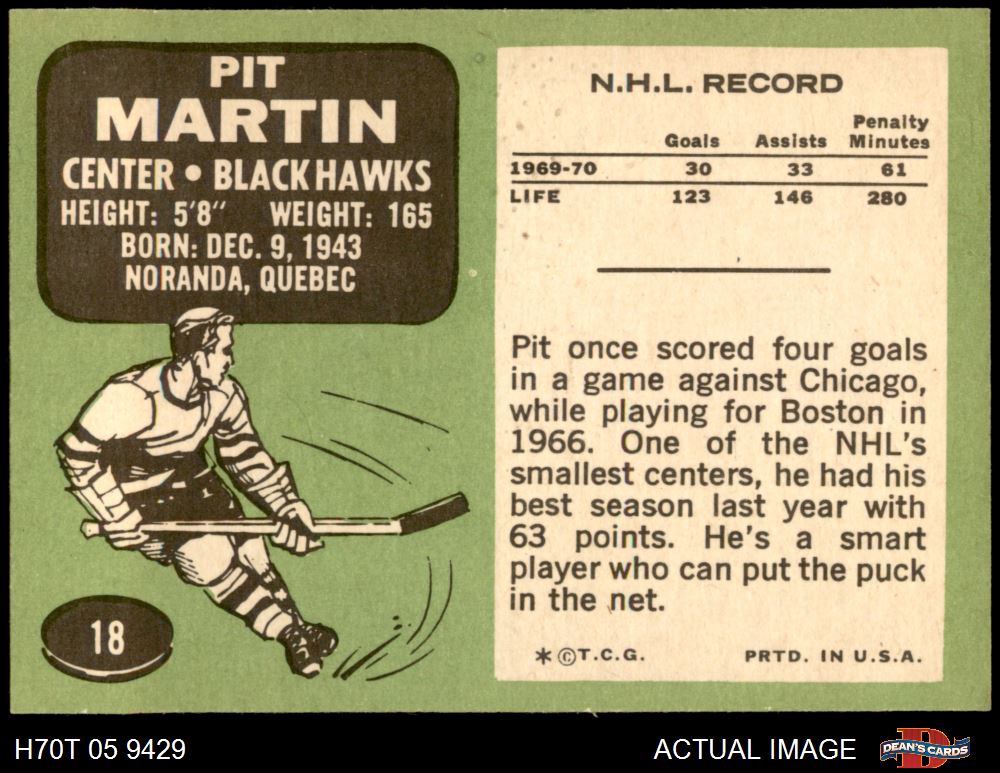 PIT
MARTIN
CENTER • BLACK HAWKS
HEIGHT: 5'8" WEIGHT: 165
BORN: DEC. 9, 1943
NORANDA, QUEBEC
18
N.H.L. RECORD
Goals Assists Penalty Minutes
1969-70 30 33 61
LIFE 123 146 280
Pit once scored four goals
in a game against Chicago,
while playing for Boston in
1966. One of the NHL's
smallest centers, he had his
best season last year with
63 points. He's a smart
player who can put the puck
in the net.
* © T.C.G. PRTD. IN U.S.A.
H70T 05 9429 ACTUAL IMAGE D DEAN'S CARDS